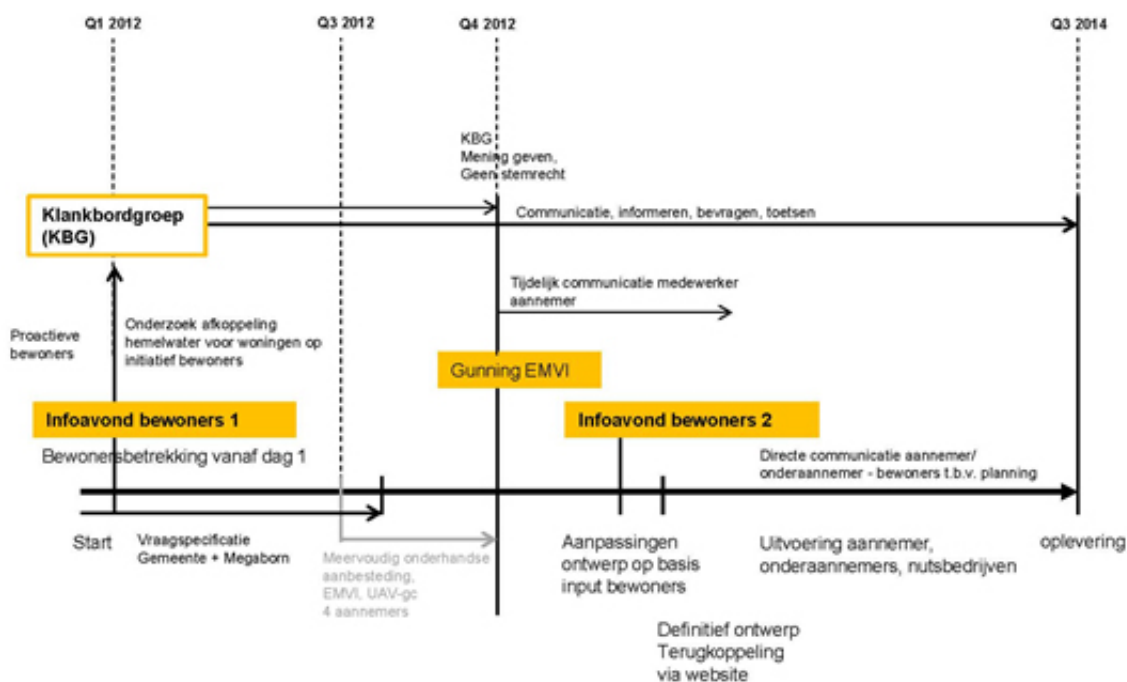 Q1 2012
Q3 2012
Q4 2012
Q3 2014
KBG
Mening geven,
Geen stemrecht
Klankbordgroep
(KBG)
Communicatie, informeren, bevragen, toetsen
Tijdelijk communicatie medewerker
aannemer
Proactieve
bewoners
Onderzoek afkoppeling
hemelwater voor woningen op
initiatief bewoners
Gunning EMVI
Infoavond bewoners 1
Infoavond bewoners 2
Bewonersbetrekking vanaf dag 1
Directe communicatie aannemer/
onderaannemer - bewoners t.b.v. planning
Start
Vraagspecificatie
Gemeente + Megaborn
Meervoudig onderhandse
aanbesteding,
EMVI, UAV-gc
4 aannemers
Aanpassingen
ontwerp op basis
input bewoners
Uitvoering aannemer,
onderaannemers, nutsbedrijven
oplevering
Definitief ontwerp
Terugkoppeling
via website